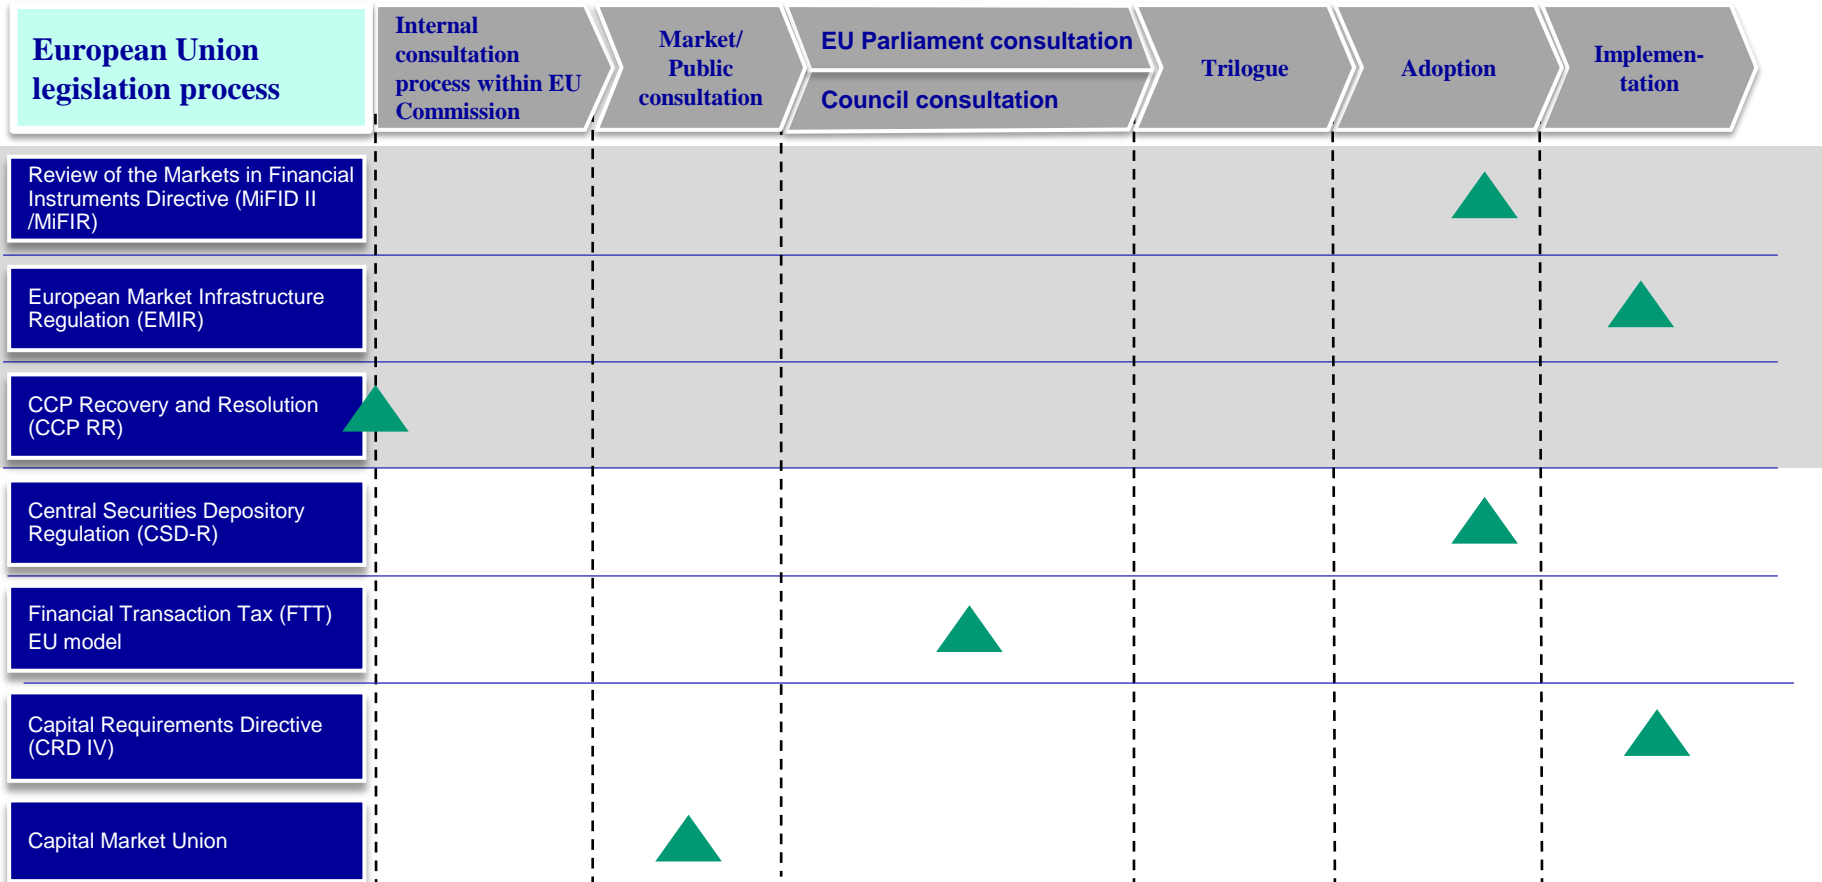 European Union
legislation process
Internal
consultation
process within EU
Commission
Market/
Public
consultation
EU Parliament consultation
Council consultation
Trilogue
Adoption
Implemen-
tation
Review of the Markets in Financial
Instruments Directive (MiFID II
/MiFIR)
European Market Infrastructure
Regulation (EMIR)
CCP Recovery and Resolution
(CCP RR)
Central Securities Depository
Regulation (CSD-R)
Financial Transaction Tax (FTT)
EU model
Capital Requirements Directive
(CRD IV)
Capital Market Union